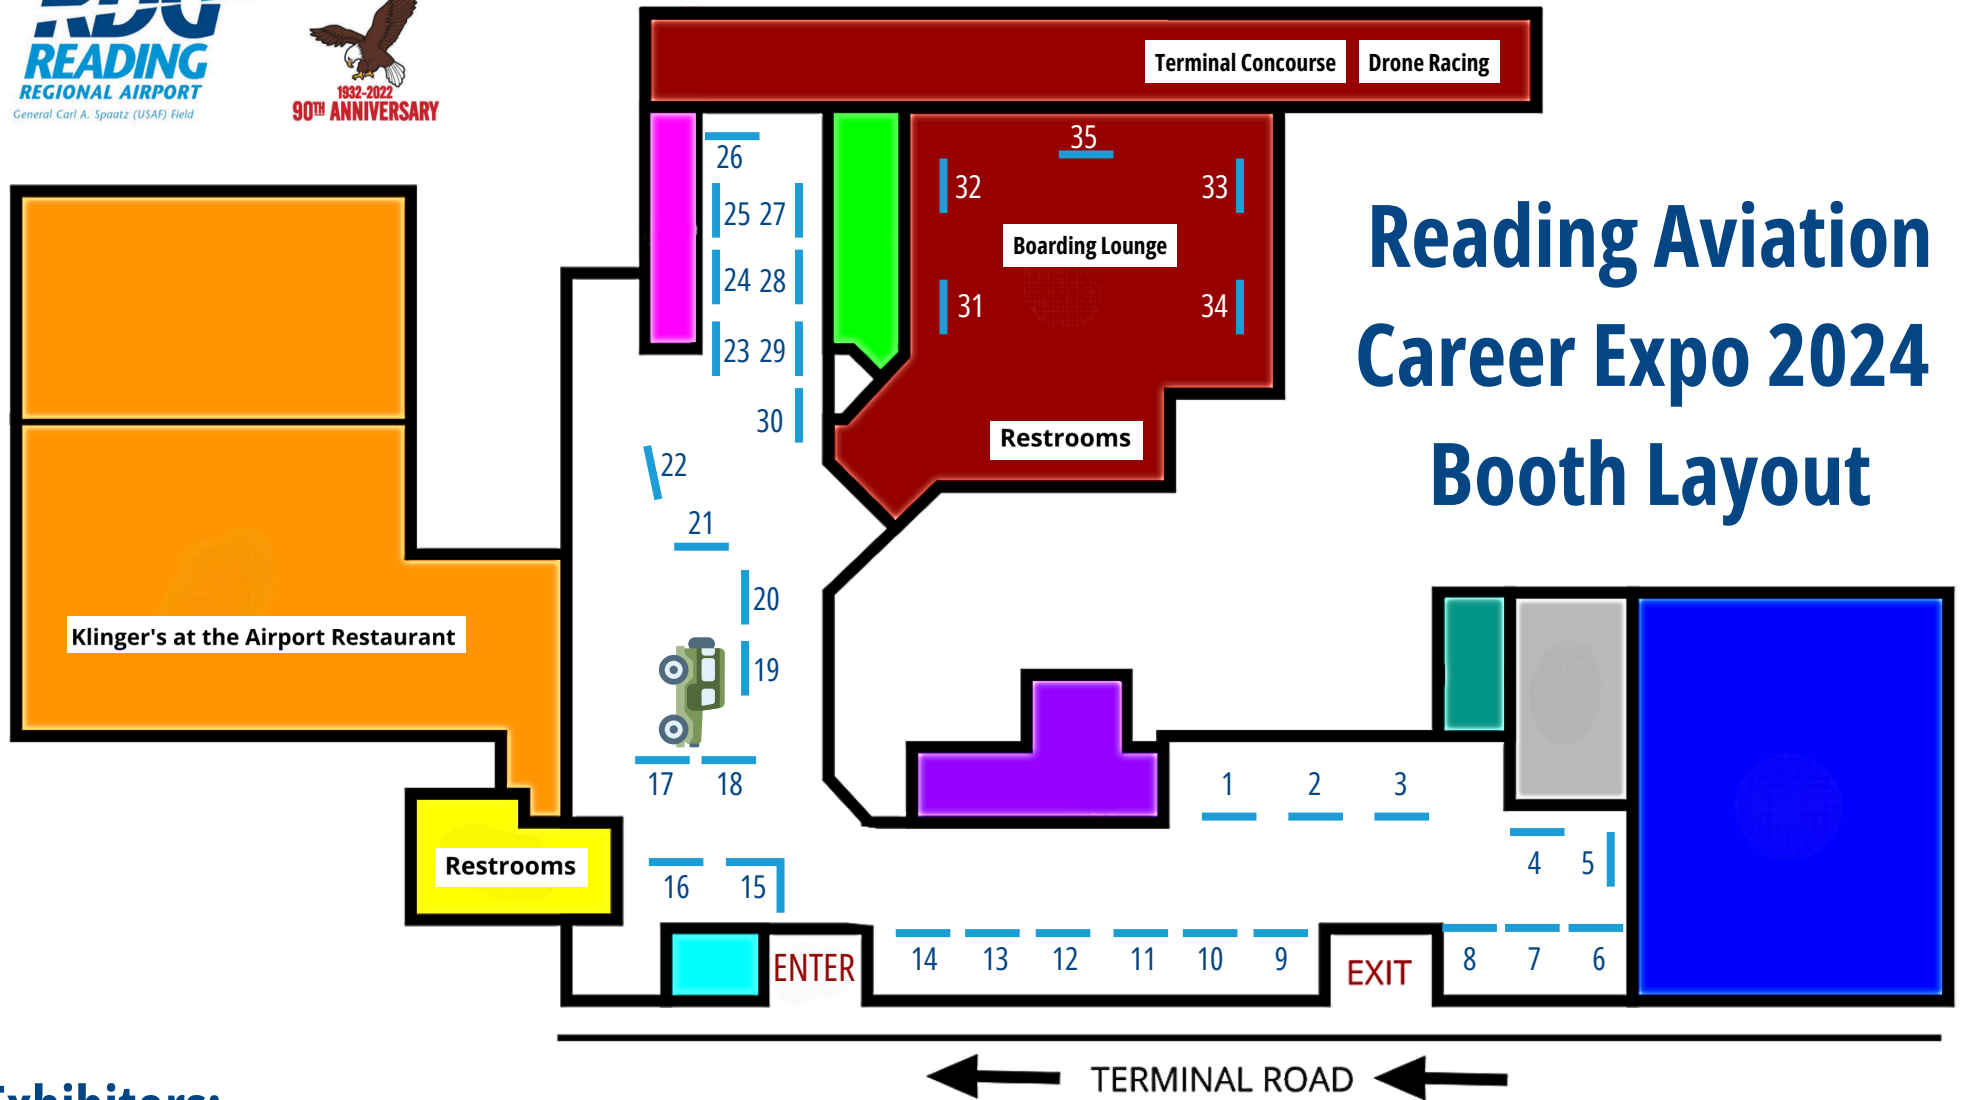 RDG
READING
REGIONAL AIRPORT
General Carl A. Spaatz (USAF) Field
1932-2022
90TH ANNIVERSARY
Terminal Concourse
Drone Racing
Reading Aviation
Career Expo 2024
Booth Layout
26
25 27
24 28
23 29
30
22
21
20
19
17 18
16 15
35
32 33
Boarding Lounge
31 34
Restrooms
Klinger's at the Airport Restaurant
Restrooms
1 2 3
4 5
ENTER
14 13 12 11 10 9
EXIT
8 7 6
TERMINAL ROAD
Exhibitors: